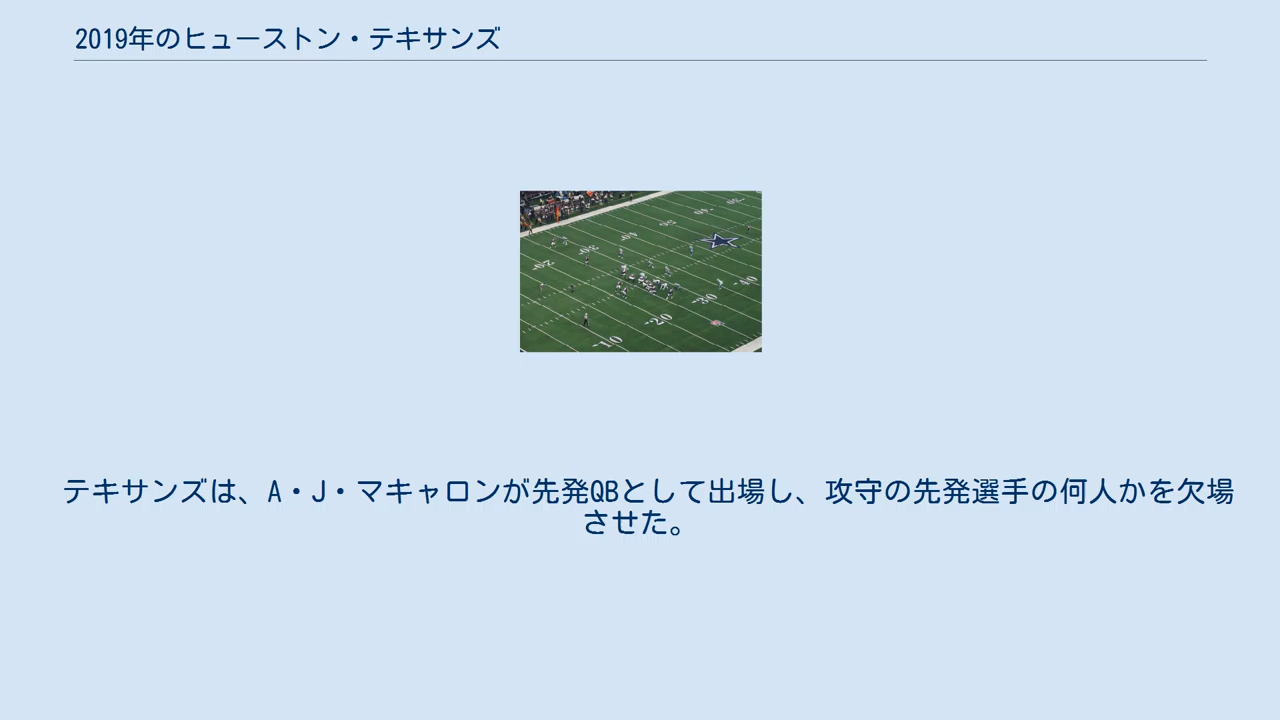 2019年のヒューストン・テキサンズ
テキサンズは、A・J・マキャロンが先発QBとして出場し、攻守の先発選手の何人かを欠場
させた。